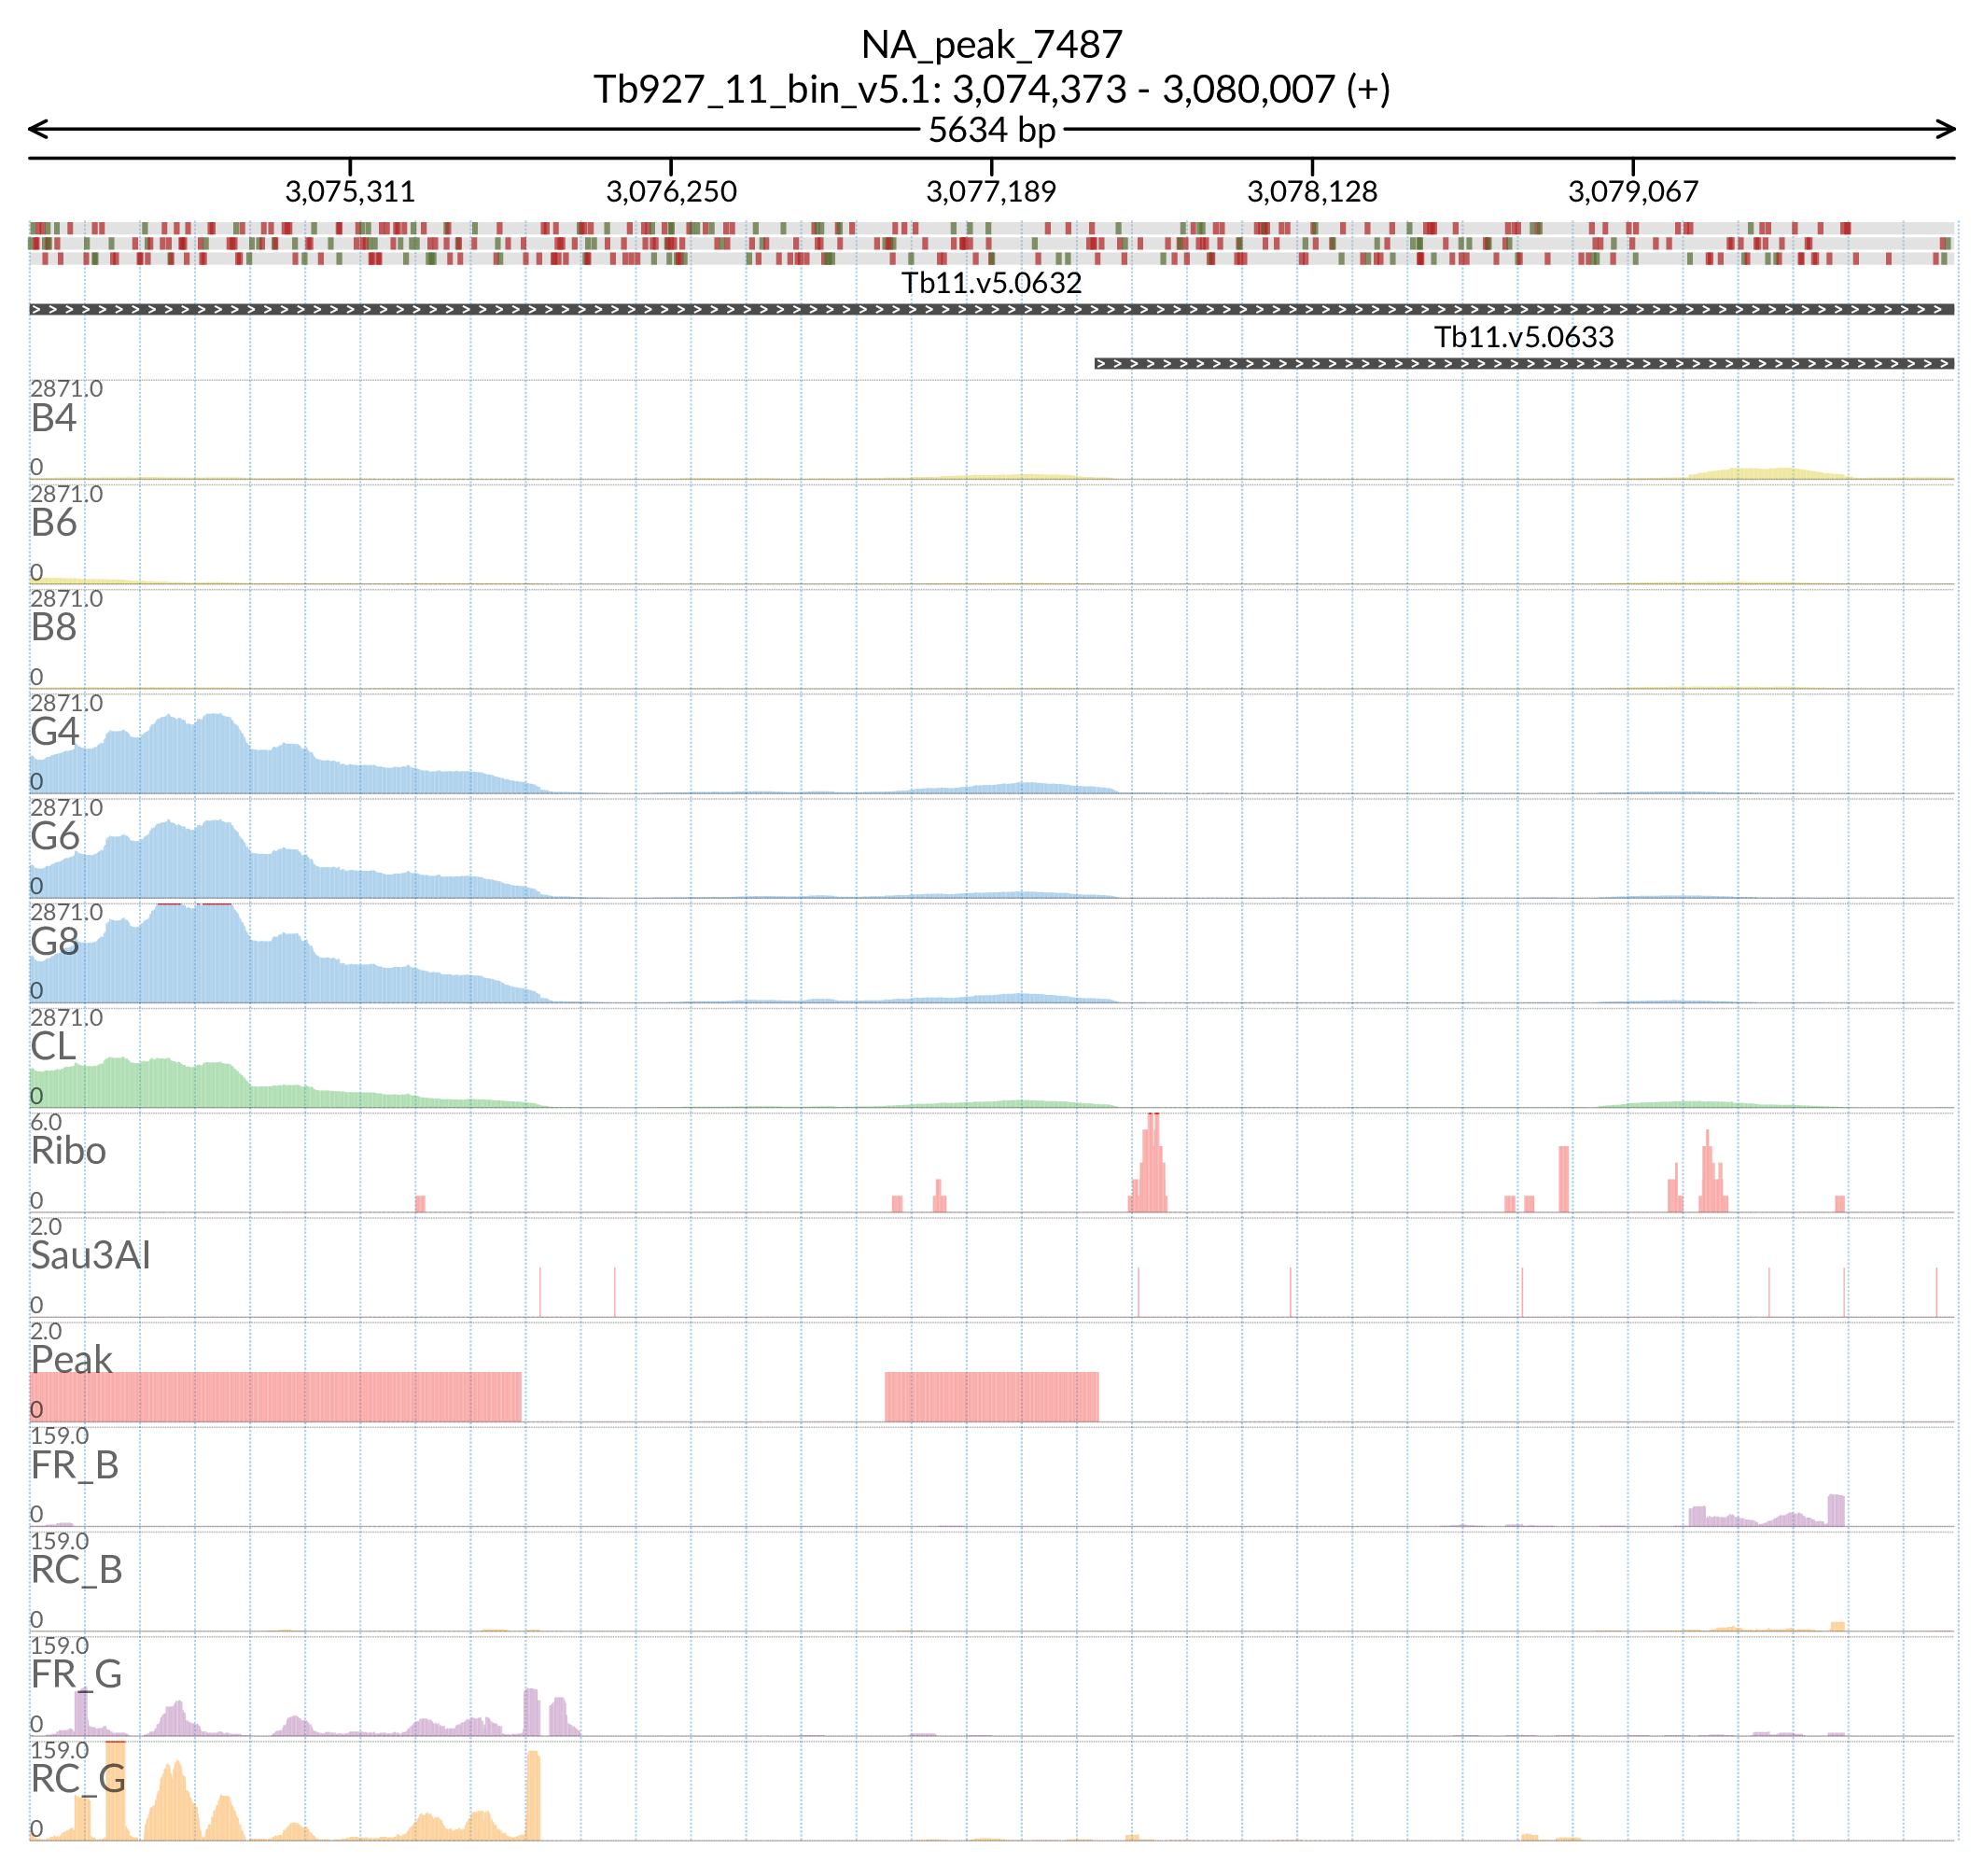 NA_peak_7487
Tb927_11_bin_v5.1: 3,074,373 - 3,080,007 (+)
5634 bp
3,075,311 3,076,250 3,077,189 3,078,128 3,079,067
Tb11.v5.0632
Tb11.v5.0633
2871.0
B4
0
2871.0
B6
0
2871.0
B8
0
2871.0
G4
0
2871.0
G6
0
2871.0
G8
0
2871.0
CL
0
6.0
Ribo
0
2.0
Sau3AI
0
2.0
Peak
0
159.0
FR_B
0
159.0
RC_B
0
159.0
FR_G
0
159.0
RC_G
0